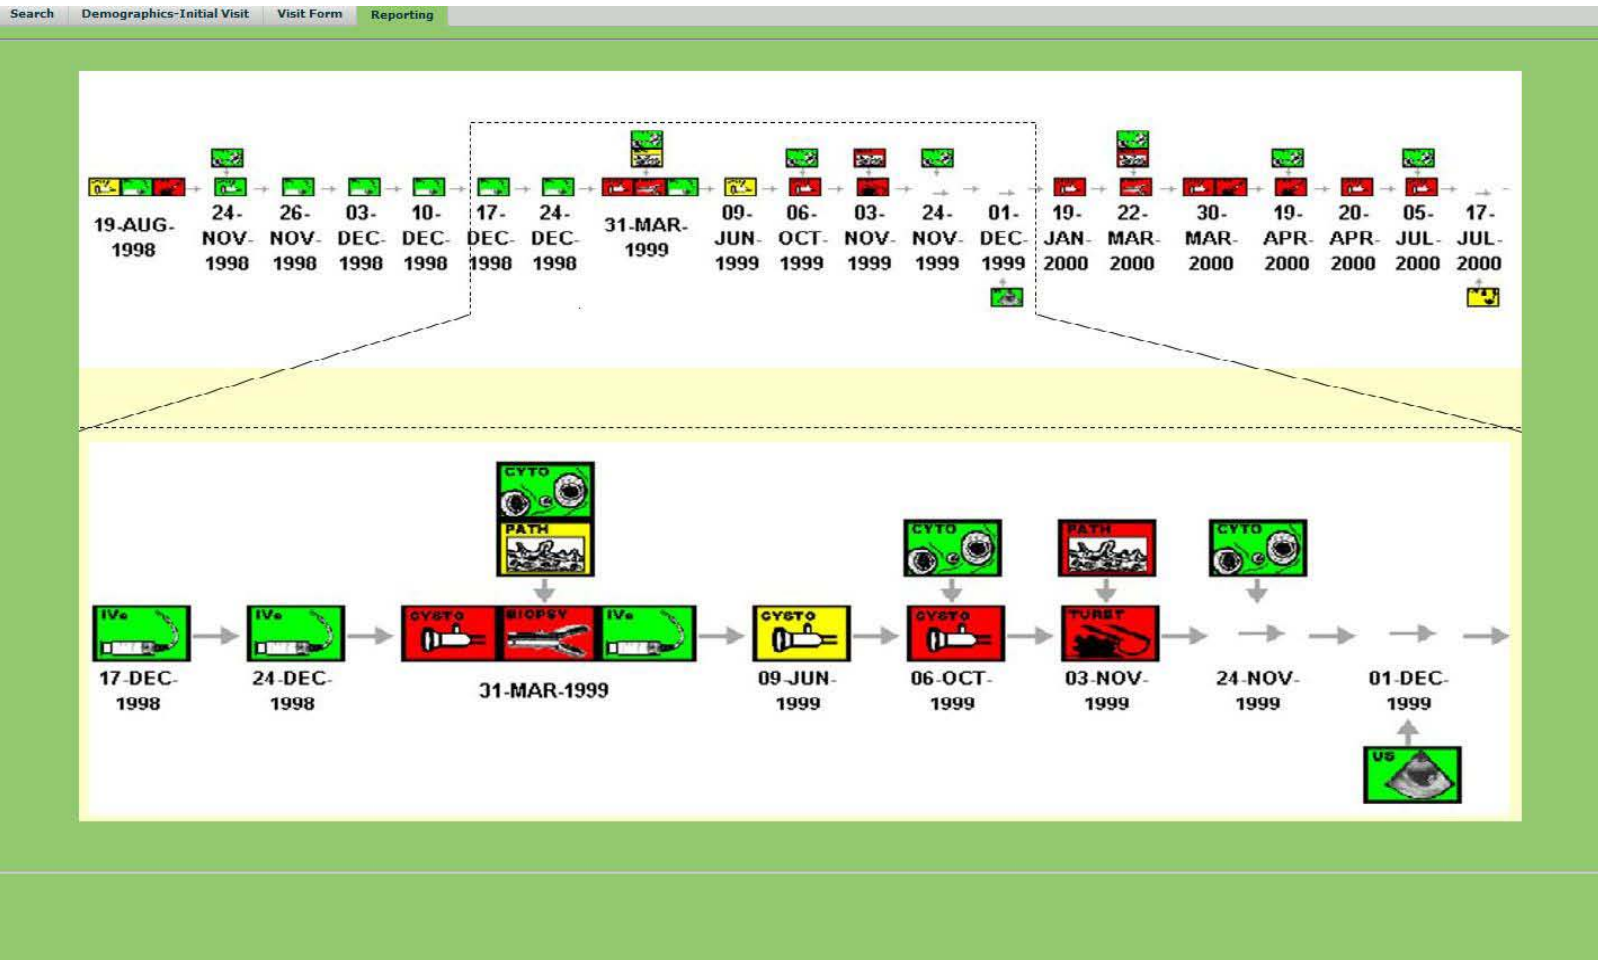 Search Demographics-Initial Visit Visit Form Reporting
19-AUG-
1998
24-
NOV-
1998
26-
NOV-
1998
03-
DEC-
1998
10-
DEC-
1998
17-
DEC-
1998
24-
DEC-
1998
31-MAR-
1999
09-
JUN-
1999
06-
OCT-
1999
03-
NOV-
1999
24-
NOV-
1999
01-
DEC-
1999
19-
JAN-
2000
22-
MAR-
2000
30-
MAR-
2000
19-
APR-
2000
20-
APR-
2000
05-
JUL-
2000
17-
JUL-
2000
CYTO
PATH
CYTO
PATH
CYTO
IVe
IVe
CYSTO
BIOPSY
IVe
CYSTO
CYSTO
TURBT
17-DEC-
1998
24-DEC-
1998
31-MAR-1999
09-JUN-
1999
06-OCT-
1999
03-NOV-
1999
24-NOV-
1999
01-DEC-
1999
US